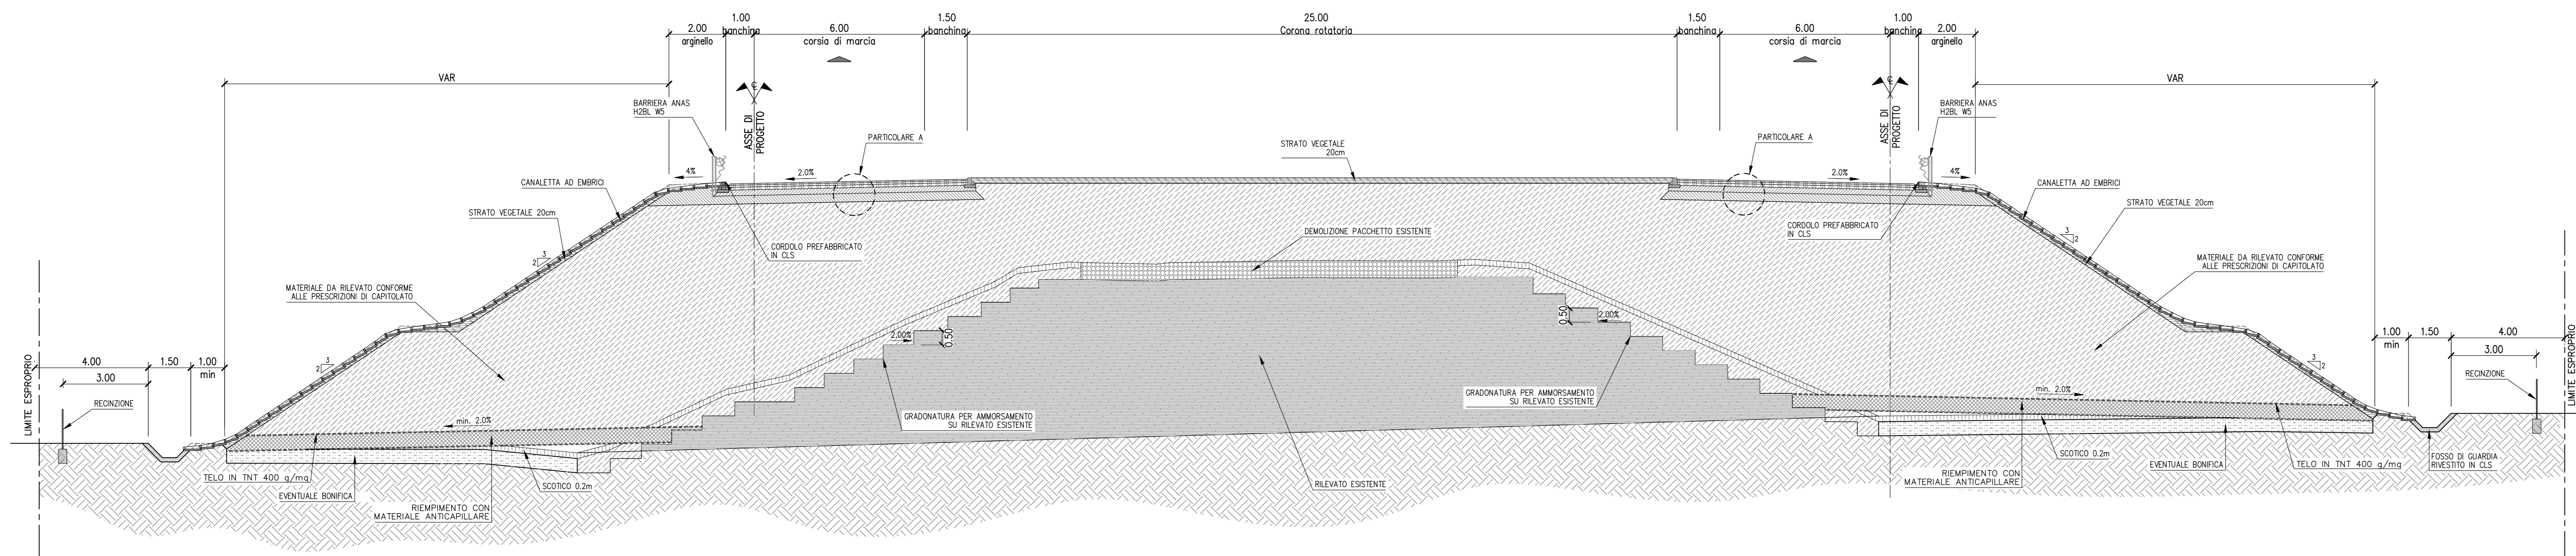 1.00
1.50
25.00
1.50
1.00
2.00
banchina
6.00
banchina
Corona rotatoria
banchina
6.00
banchina
2.00
arginello
corsia di marcia
corsia di marcia
arginello
VAR
VAR
BARRIERA ANAS
H2BL W5
ASSE DI
PROGETTO
PARTICOLARE A
STRATO VEGETALE
20cm
PARTICOLARE A
ASSE DI
PROGETTO
BARRIERA ANAS
H2BL W5
4%
2.0%
2.0%
4%
CANALETTA AD EMBRICI
CANALETTA AD EMBRICI
STRATO VEGETALE 20cm
STRATO VEGETALE 20cm
CORDOLO PREFABBRICATO
IN CLS
DEMOLIZIONE PACCHETTO ESISTENTE
CORDOLO PREFABBRICATO
IN CLS
3
2
3
2
MATERIALE DA RILEVATO CONFORME
ALLE PRESCRIZIONI DI CAPITOLATO
MATERIALE DA RILEVATO CONFORME
ALLE PRESCRIZIONI DI CAPITOLATO
2.00%
0.50
0.50
2.00%
LIMITE ESPROPRIO
4.00
1.50
1.00
min
3.00
3
2
3
2
1.00
min
1.50
4.00
3.00
LIMITE ESPROPRIO
RECINZIONE
RECINZIONE
min. 2.0%
GRADONATURA PER AMMORSAMENTO
SU RILEVATO ESISTENTE
GRADONATURA PER AMMORSAMENTO
SU RILEVATO ESISTENTE
min. 2.0%
TELO IN TNT 400 g/mq
EVENTUALE BONIFICA
SCOTICO 0.2m
RIEMPIMENTO CON
MATERIALE ANTICAPILLARE
RILEVATO ESISTENTE
RIEMPIMENTO CON
MATERIALE ANTICAPILLARE
SCOTICO 0.2m
EVENTUALE BONIFICA
TELO IN TNT 400 g/mq
FOSSO DI GUARDIA
RIVESTITO IN CLS